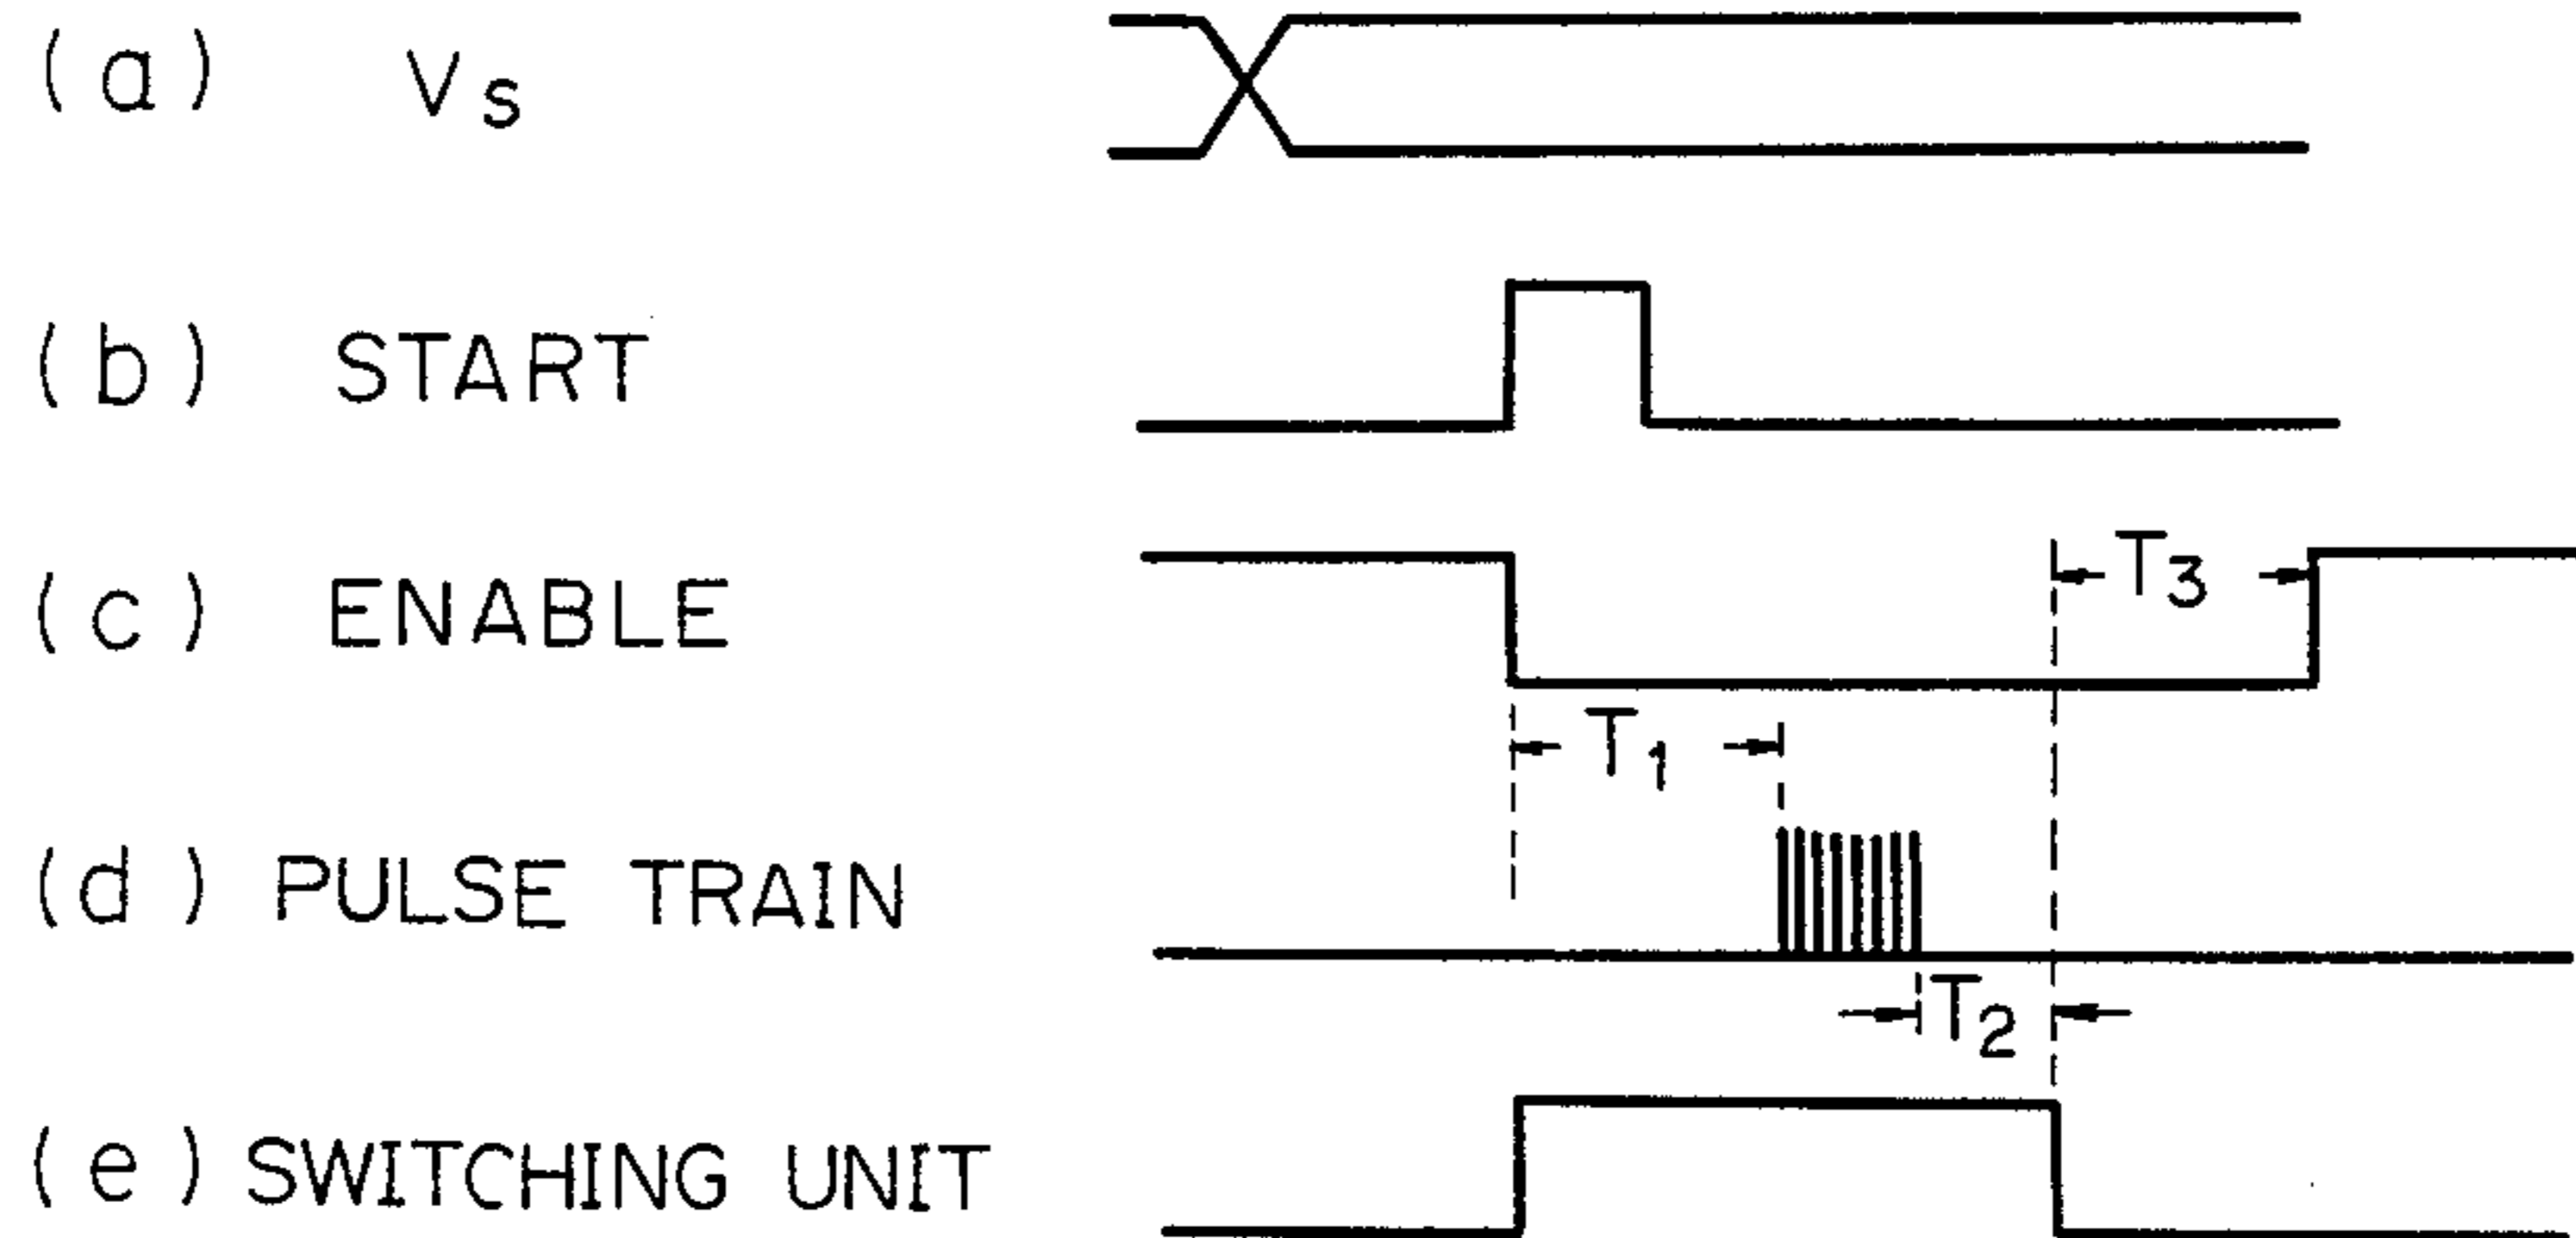 (a) Vs
(b) START
(c) ENABLE
T3
T1
(d) PULSE TRAIN
T2
(e) SWITCHING UNIT